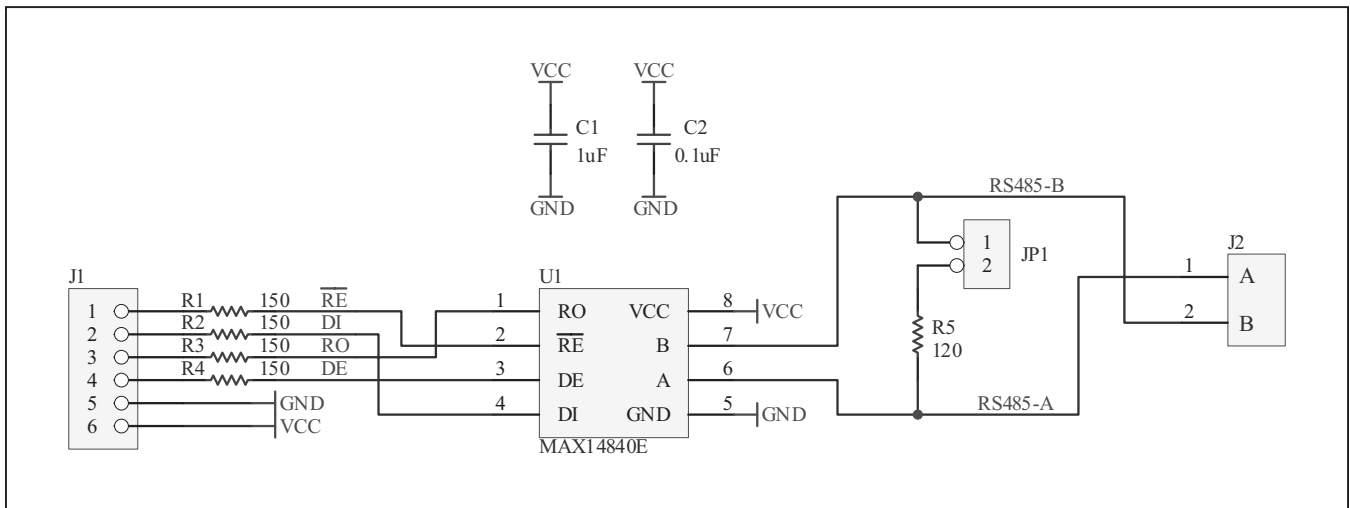 VCC VCC
C1 C2
1uF 0.1uF
GND GND
RS485-B
J1 U1 1 JP1 J2
2
1 R1 150 R̅E̅ 1 RO VCC 8 VCC 1 A
2 R2 150 DI 2 R̅E̅ B 7 R5 2 B
3 R3 150 RO 120
4 R4 150 DE 3 DE A 6
5 GND 4 DI GND 5 GND RS485-A
6 VCC
MAX14840E